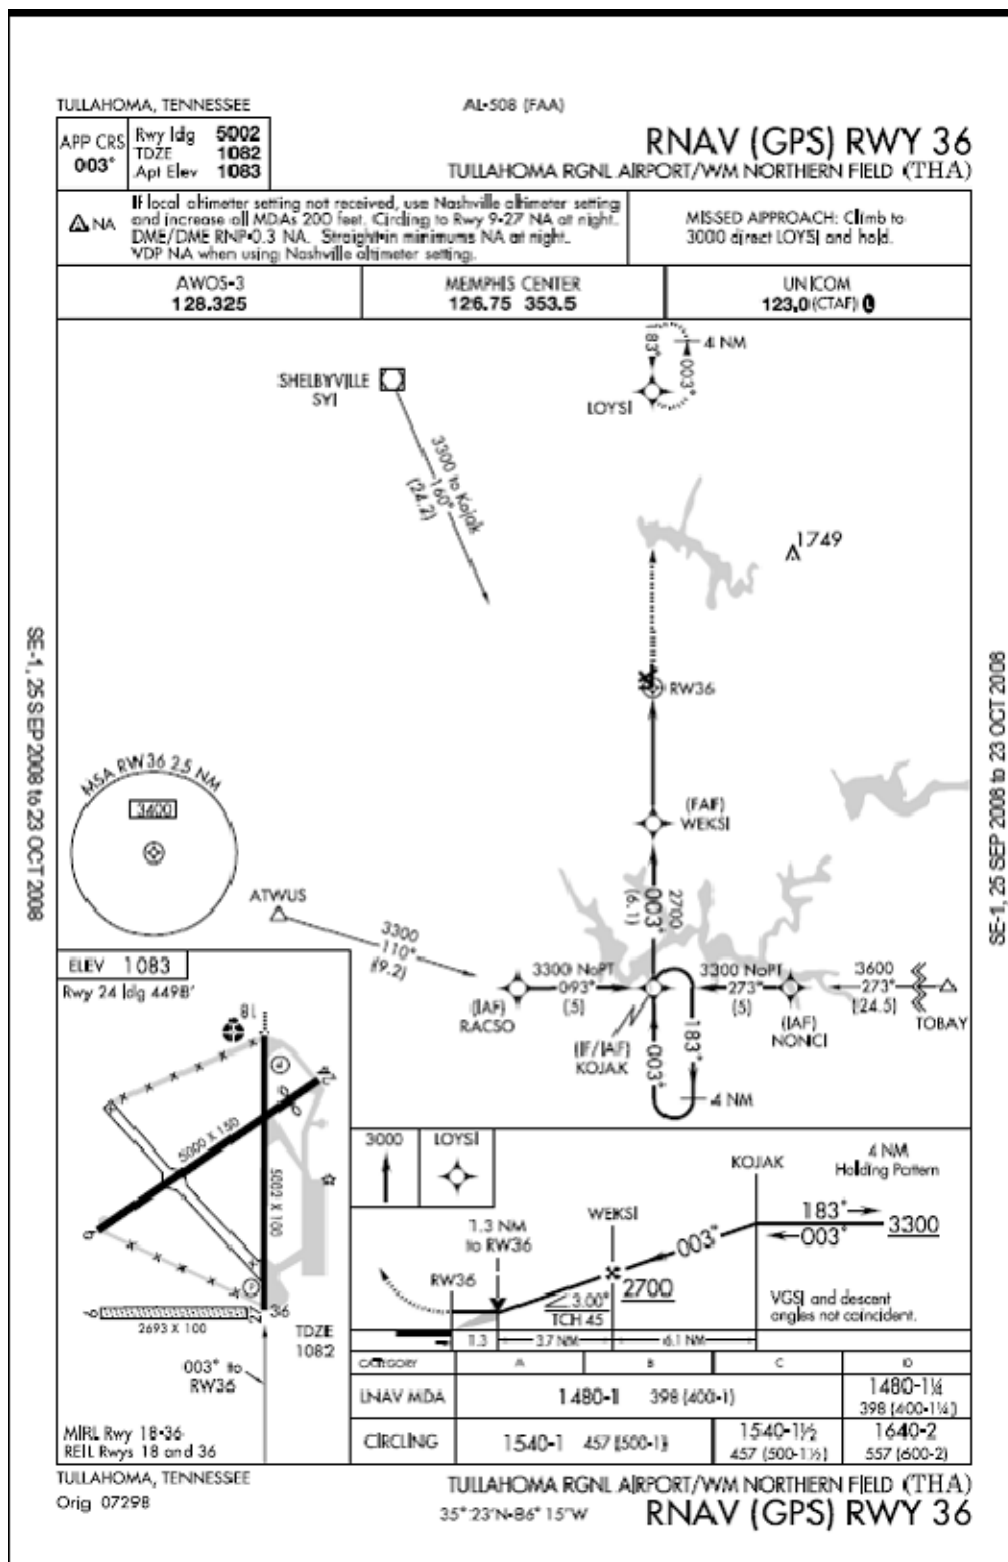 TULLAHOMA, TENNESSEE
AL-508 (FAA)
APP CRS
003°
Rwy ldg 5002
TDZE 1082
Apt Elev 1083
RNAV (GPS) RWY 36
TULLAHOMA RGNL AIRPORT/WM NORTHERN FIELD (THA)
A NA
If local altimeter setting not received, use Nashville altimeter setting
and increase all MDAs 200 feet. Circling to Rwy 9-27 NA at night.
DME/DME RNP-0.3 NA. Straight-in minimums NA at night.
VDP NA when using Nashville altimeter setting.
MISSED APPROACH: Climb to
3000 direct LOYSI and hold.
AWOS-3
128.325
MEMPHIS CENTER
126.75 353.5
UNICOM
123.0 (CTAF) L
183°
4 NM
003°
LOYSI
SHELBYVILLE
SYI
3300 to Kojak
160°
(24.2)
1749
RW36
MSA RW36 25 NM
3400
(FAF)
WEKSI
2700
003°
(6.1)
ATWUS
3300
110°
(9.2)
3300 NoPT
093°
(5)
(IAF)
RACSO
3300 NoPT
273°
(5)
(IAF)
NONCI
3600
273°
(24.5)
TOBAY
(IF/IAF)
KOJAK
003°
183°
4 NM
SE-1, 25 SEP 2008 to 23 OCT 2008
SE-1, 25 SEP 2008 to 23 OCT 2008
ELEV 1083
Rwy 24 ldg 4498'
18
P
24
5000 X 150
5002 X 100
9
P
27
36
2693 X 100
TDZE
1082
003° to
RW36
MIRL Rwy 18-36
REIL Rwys 18 and 36
3000
LOYSI
KOJAK
4 NM
Holding Pattern
183°
003°
3300
WEKSI
003°
1.3 NM
to RW36
RW36
2700
3.00°
TCH 45
VGSI and descent
angles not coincident.
1.3
3.7 NM
6.1 NM
CATEGORY A B C D
LNAV MDA 1480-1 398 (400-1) 1480-1¼
398 (400-1¼)
CIRCLING 1540-1 457 (500-1) 1540-1½
457 (500-1½)
1640-2
557 (600-2)
TULLAHOMA, TENNESSEE
Orig 07298
35°23'N-86°15'W
TULLAHOMA RGNL AIRPORT/WM NORTHERN FIELD (THA)
RNAV (GPS) RWY 36